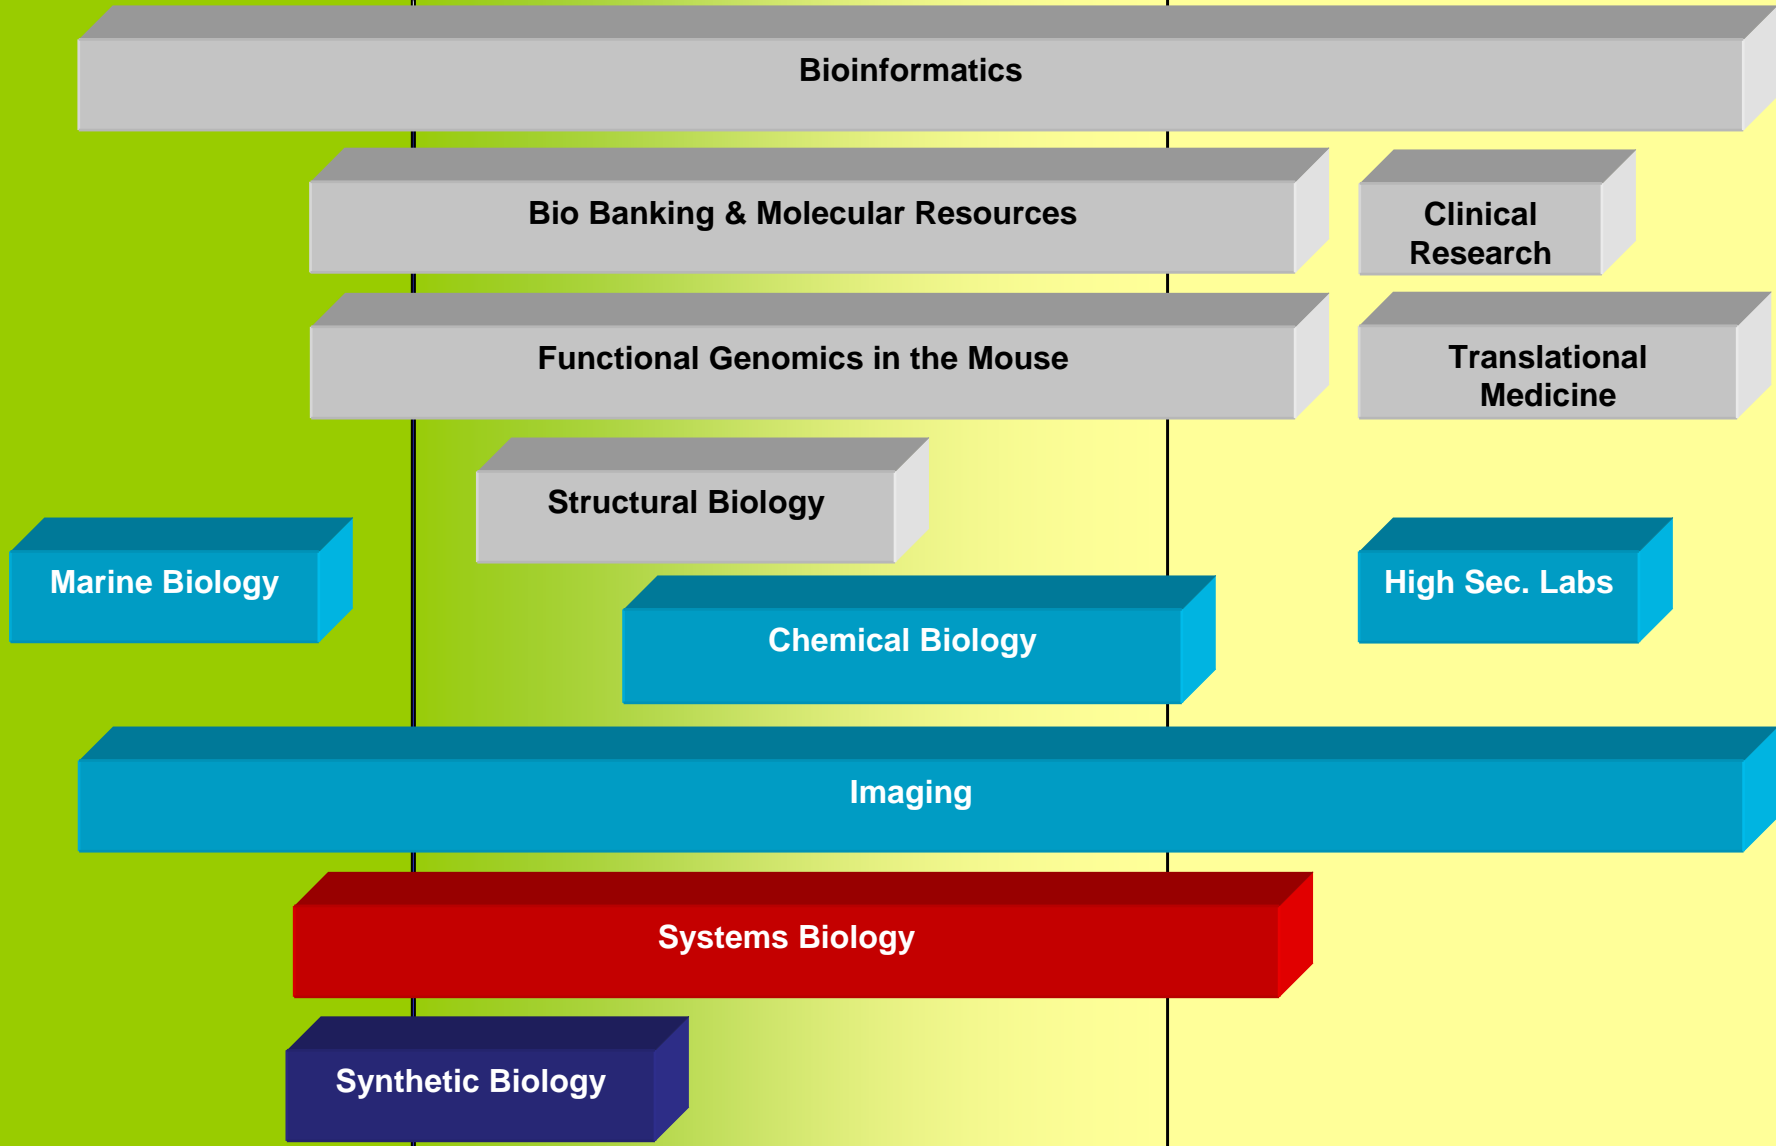 Bioinformatics
Bio Banking & Molecular Resources
Clinical
Research
Functional Genomics in the Mouse
Translational
Medicine
Structural Biology
Marine Biology
High Sec. Labs
Chemical Biology
Imaging
Systems Biology
Synthetic Biology